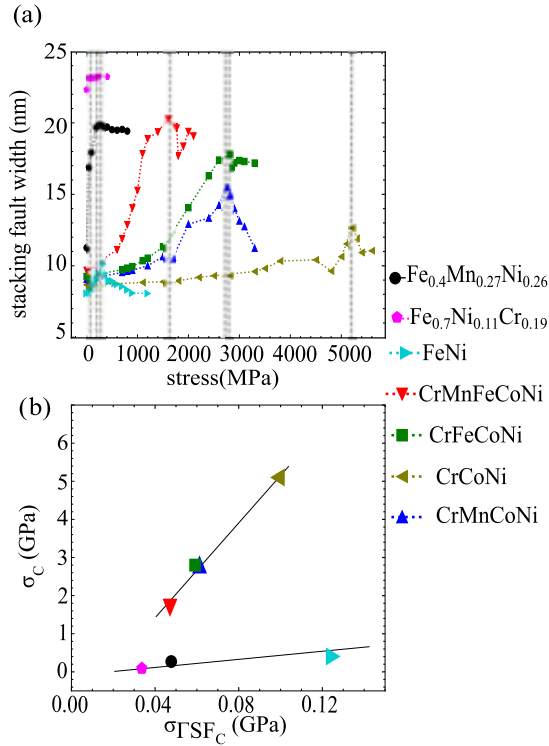 (a)
25
20
15
10
5
stacking fault width (nm)
0 1000 2000 3000 4000 5000
stress(MPa)
Fe0.4Mn0.27Ni0.26
Fe0.7Ni0.11Cr0.19
FeNi
CrMnFeCoNi
CrFeCoNi
CrCoNi
CrMnCoNi
(b)
6
5
4
3
2
1
0
σC (GPa)
0.00 0.04 0.08 0.12
σΓSFC (GPa)